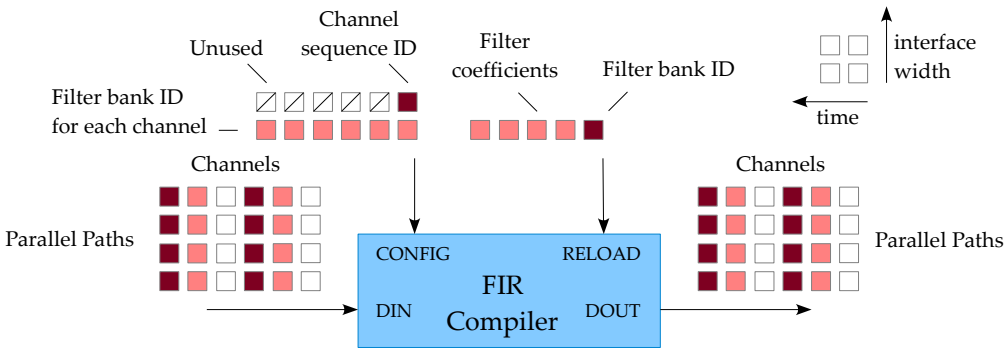 Channel
sequence ID
Unused
Filter
coefficients
Filter bank ID
interface
width
time
Filter bank ID
for each channel
Channels
Channels
Parallel Paths
Parallel Paths
CONFIG
RELOAD
FIR
Compiler
DIN
DOUT